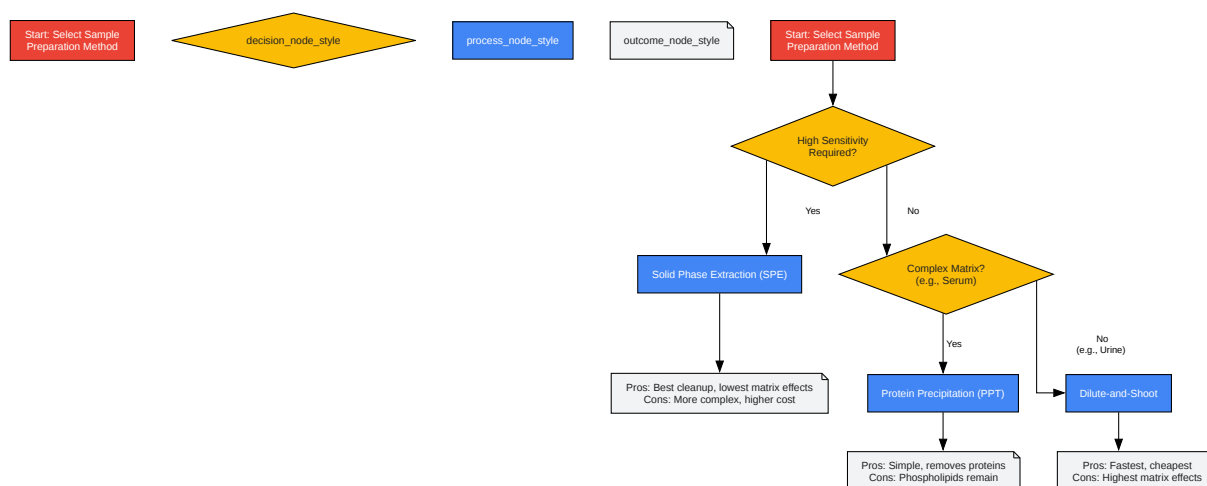 Start: Select Sample
Preparation Method
decision_node_style
process_node_style
outcome_node_style
Start: Select Sample
Preparation Method
High Sensitivity
Required?
Yes
No
Solid Phase Extraction (SPE)
Complex Matrix?
(e.g., Serum)
Yes
No
(e.g., Urine)
Pros: Best cleanup, lowest matrix effects
Cons: More complex, higher cost
Protein Precipitation (PPT)
Dilute-and-Shoot
Pros: Simple, removes proteins
Cons: Phospholipids remain
Pros: Fastest, cheapest
Cons: Highest matrix effects